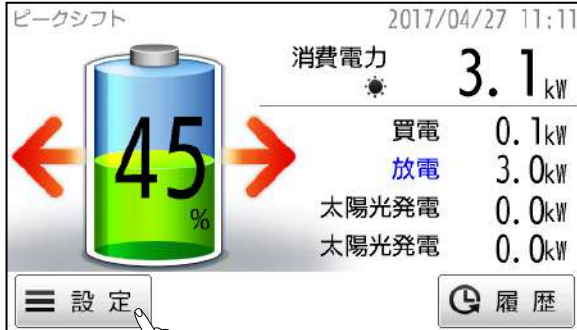 ピークシフト 2017/04/27 11:11
消費電力 3.1kW
45%
買電 0.1kW
放電 3.0kW
太陽光発電 0.0kW
太陽光発電 0.0kW
設定 履歴